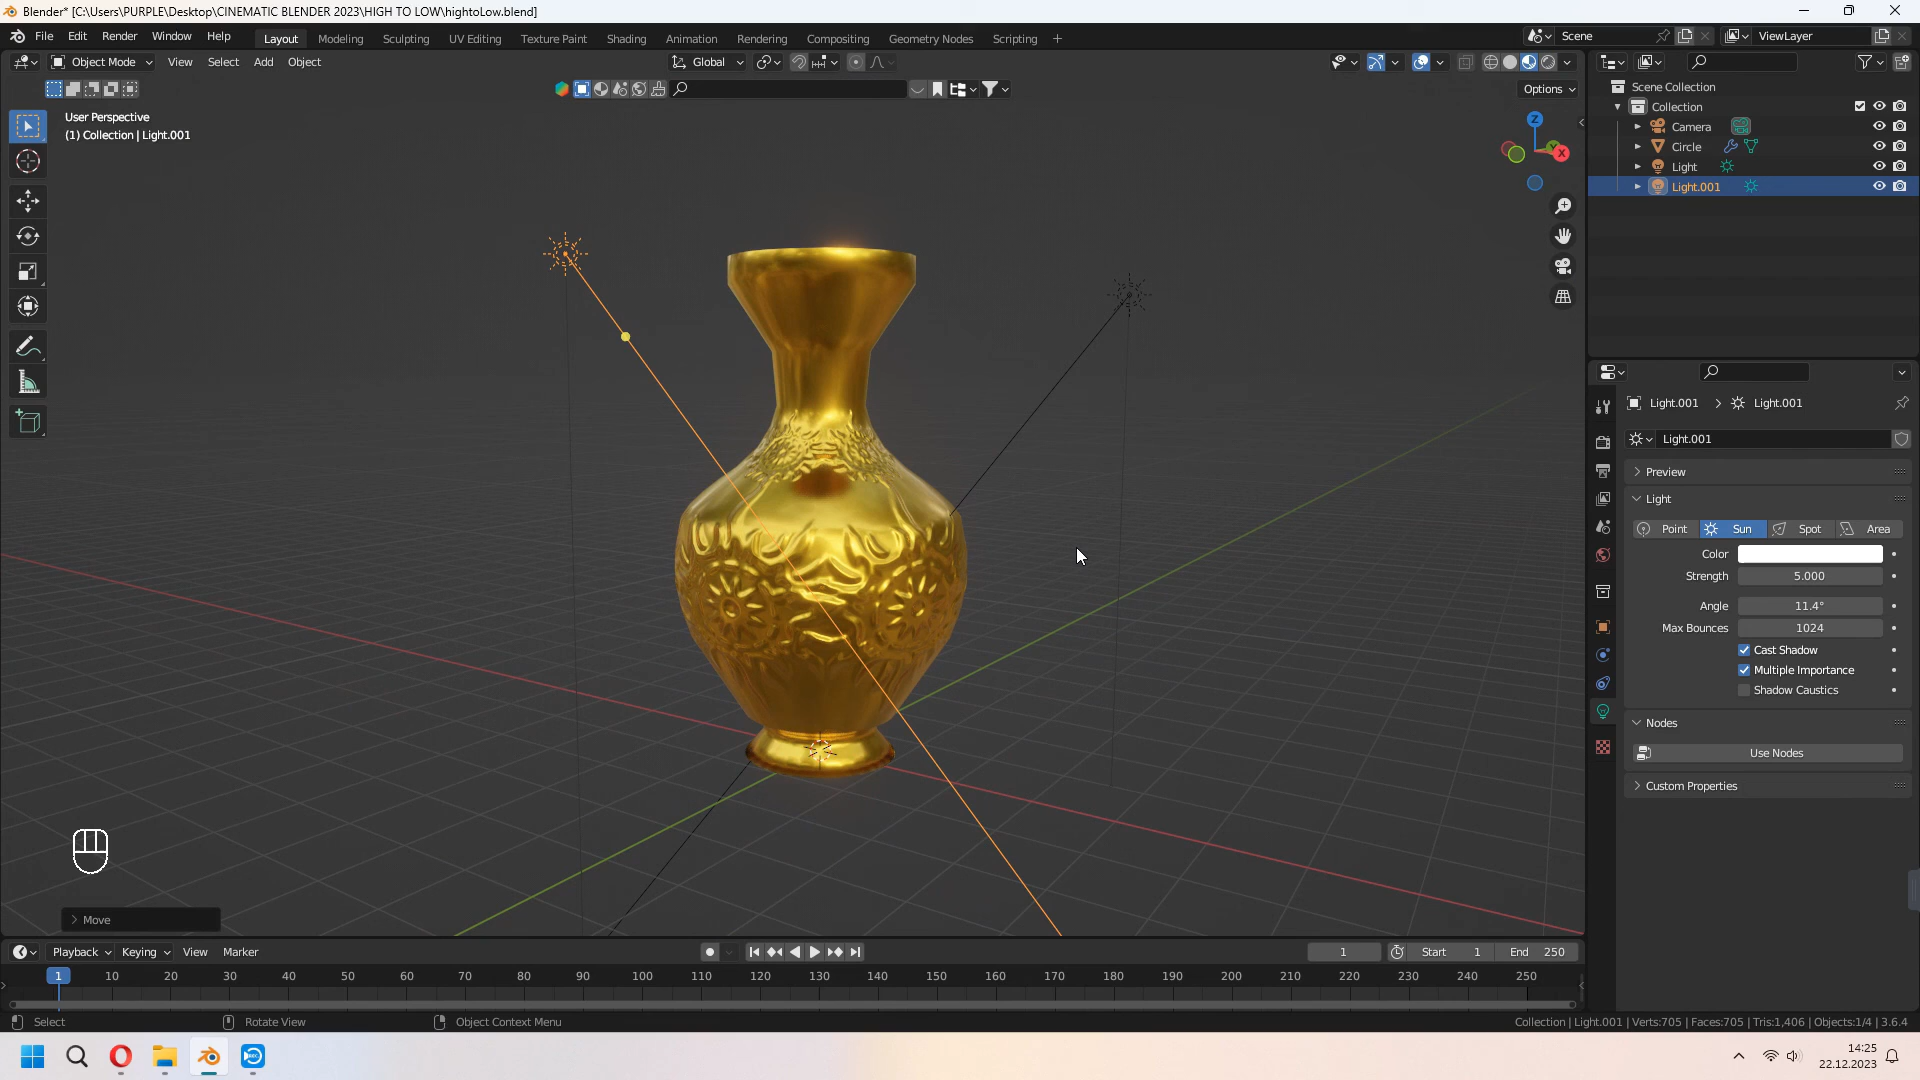 Blender* [C:\Users\PURPLE\Desktop\CINEMATIC BLENDER 2023\HIGH TO LOW\hightoLow.blend]
File Edit Render Window Help
Layout Modeling Sculpting UV Editing Texture Paint Shading Animation Rendering Compositing Geometry Nodes Scripting
Scene
ViewLayer
Object Mode View Select Add Object
Global
Options
User Perspective
(1) Collection | Light.001
Z
Y
X
Scene Collection
Collection
Camera
Circle
Light
Light.001
Light.001 Light.001
Light.001
Preview
Light
Point Sun Spot Area
Color
Strength 5.000
Angle 11.4°
Max Bounces 1024
Cast Shadow
Multiple Importance
Shadow Caustics
Nodes
Use Nodes
Custom Properties
Move
Playback Keying View Marker
1
Start 1
End 250
1 10 20 30 40 50 60 70 80 90 100 110 120 130 140 150 160 170 180 190 200 210 220 230 240 250
Select
Rotate View
Object Context Menu
Collection | Light.001 | Verts:705 | Faces:705 | Tris:1,406 | Objects:1/4 | 3.6.4
14:25
22.12.2023